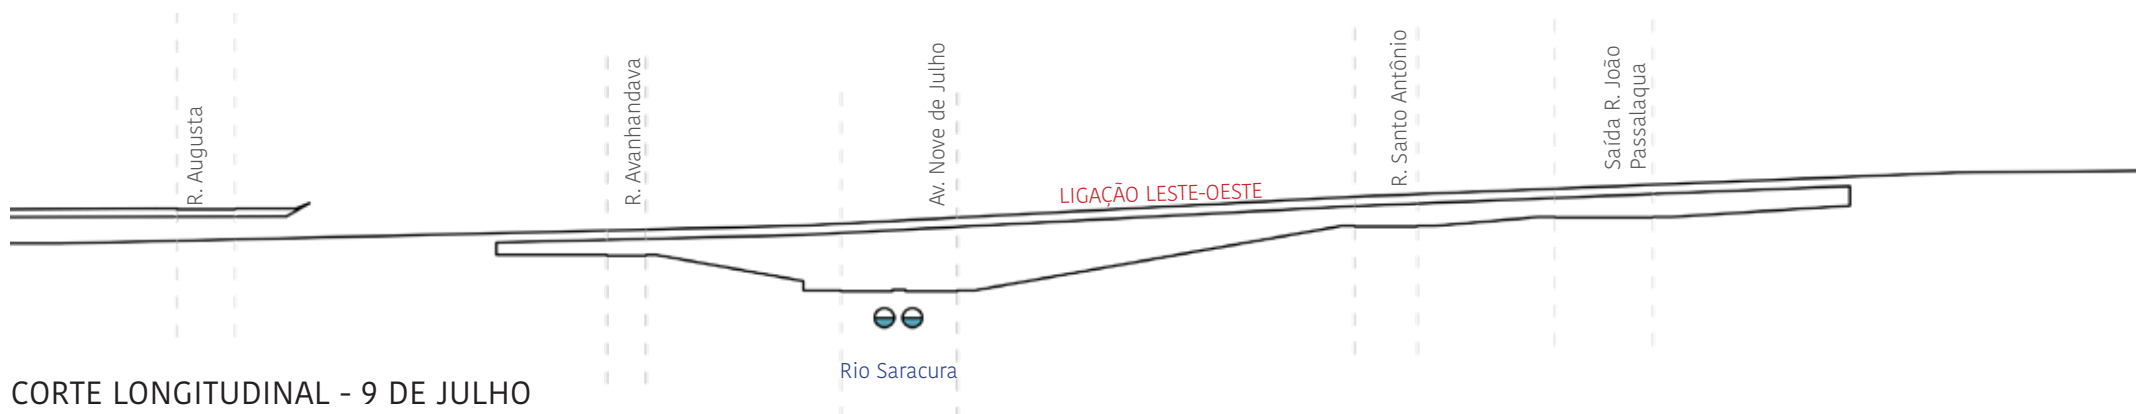 R. Augusta
R. Avanhandava
Av. Nove de Julho
LIGAÇÃO LESTE-OESTE
R. Santo Antônio
Saída R. João
Passalaqua
Rio Saracura
CORTE LONGITUDINAL - 9 DE JULHO